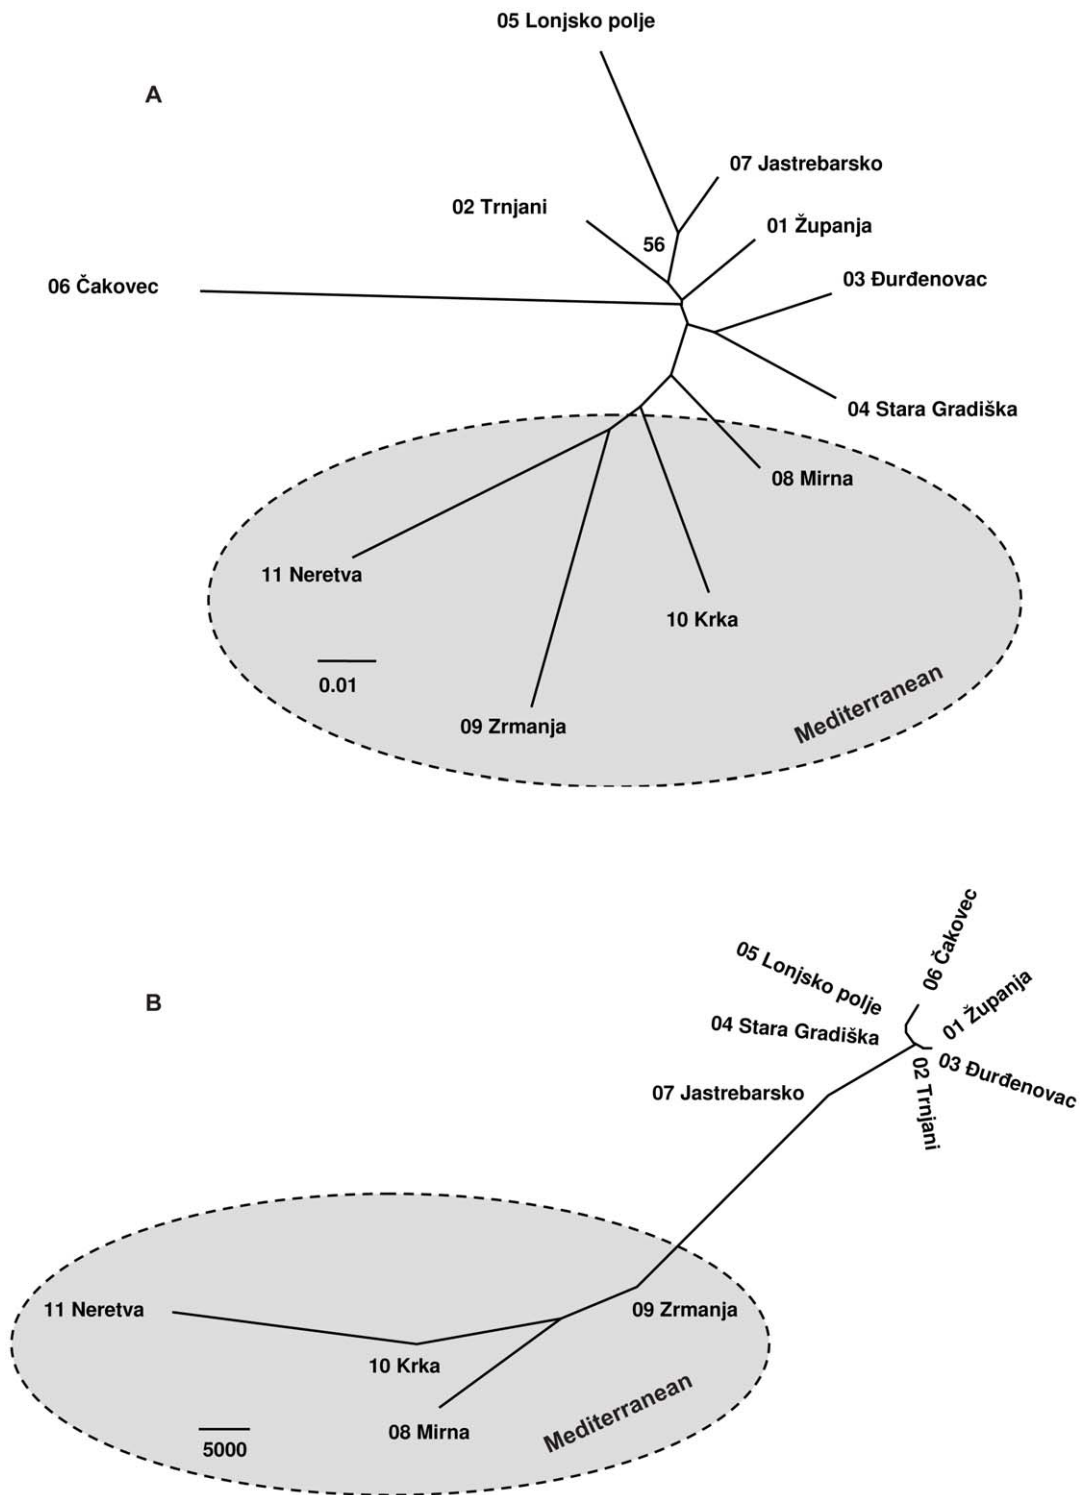 05 Lonjsko polje
A
07 Jastrebarsko
02 Trnjani
01 Županja
56
03 Đurđenovac
06 Čakovec
04 Stara Gradiška
08 Mirna
11 Neretva
10 Krka
0.01
Mediterranean
09 Zrmanja
06 Čakovec
05 Lonjsko polje
B
01 Županja
04 Stara Gradiška
03 Đurđenovac
02 Trnjani
07 Jastrebarsko
11 Neretva
09 Zrmanja
10 Krka
Mediterranean
08 Mirna
5000